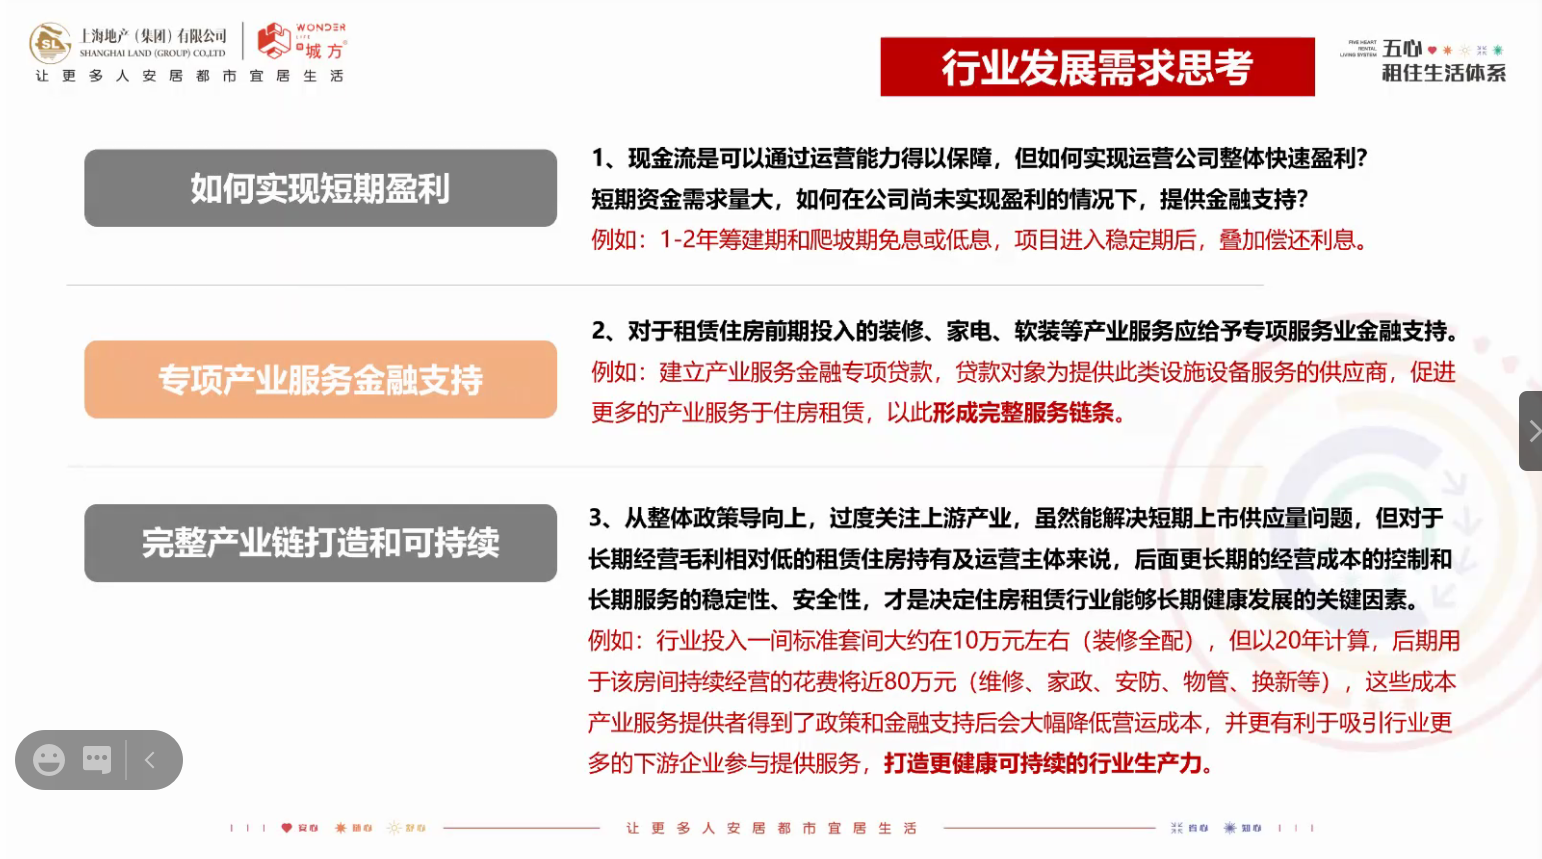 上海地产（集团）有限公司
SHANGHAI LAND (GROUP) CO.,LTD
WONDER
LIFE
城方
让更多人安居都市宜居生活
行业发展需求思考
FIVE HEART
RENTAL
LIVING SYSTEM
五心
租住生活体系
如何实现短期盈利
1、现金流是可以通过运营能力得以保障，但如何实现运营公司整体快速盈利？
短期资金需求量大，如何在公司尚未实现盈利的情况下，提供金融支持？
例如：1-2年筹建期和爬坡期免息或低息，项目进入稳定期后，叠加偿还利息。
专项产业服务金融支持
2、对于租赁住房前期投入的装修、家电、软装等产业服务应给予专项服务业金融支持。
例如：建立产业服务金融专项贷款，贷款对象为提供此类设施设备服务的供应商，促进
更多的产业服务于住房租赁，以此形成完整服务链条。
完整产业链打造和可持续
3、从整体政策导向上，过度关注上游产业，虽然能解决短期上市供应量问题，但对于
长期经营毛利相对低的租赁住房持有及运营主体来说，后面更长期的经营成本的控制和
长期服务的稳定性、安全性，才是决定住房租赁行业能够长期健康发展的关键因素。
例如：行业投入一间标准套间大约在10万元左右（装修全配），但以20年计算，后期用
于该房间持续经营的花费将近80万元（维修、家政、安防、物管、换新等），这些成本
产业服务提供者得到了政策和金融支持后会大幅降低营运成本，并更有利于吸引行业更
多的下游企业参与提供服务，打造更健康可持续的行业生产力。
安心 随心 舒心 让更多人安居都市宜居生活 约心 知心